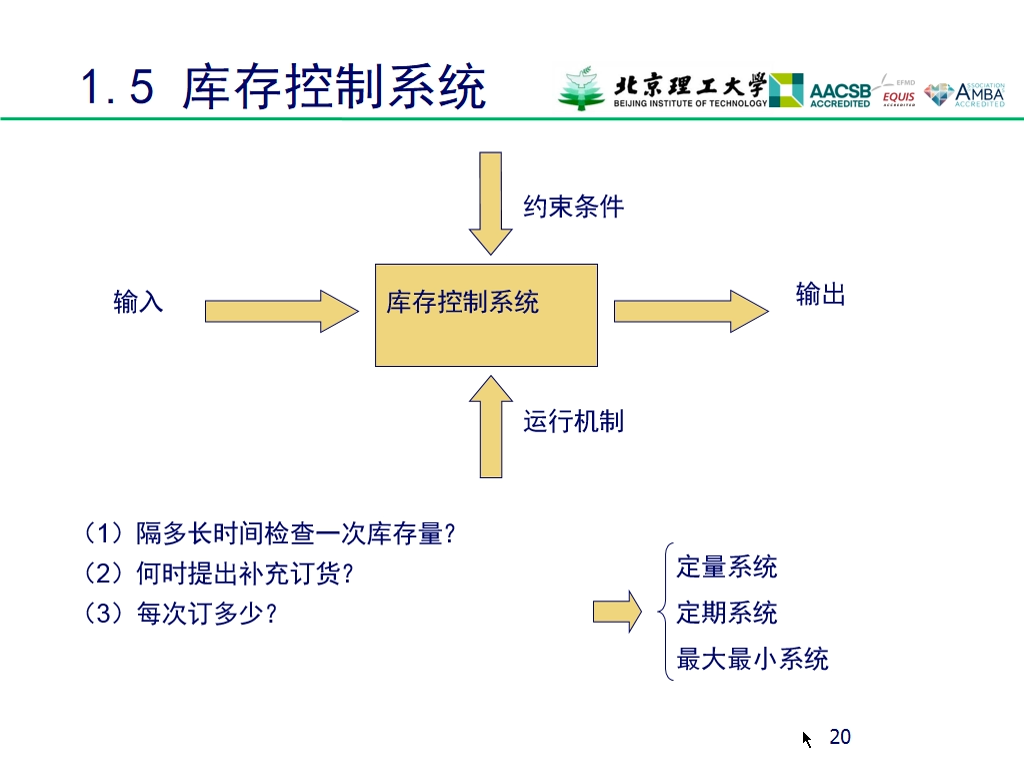 1.5 库存控制系统
北京理工大学
BEIJING INSTITUTE OF TECHNOLOGY
AACSB
ACCREDITED
EFMD
EQUIS
ACCREDITED
ASSOCIATION
AMBA
ACCREDITED
约束条件
输入
库存控制系统
输出
运行机制
（1）隔多长时间检查一次库存量？
（2）何时提出补充订货？
（3）每次订多少？
定量系统
定期系统
最大最小系统
20